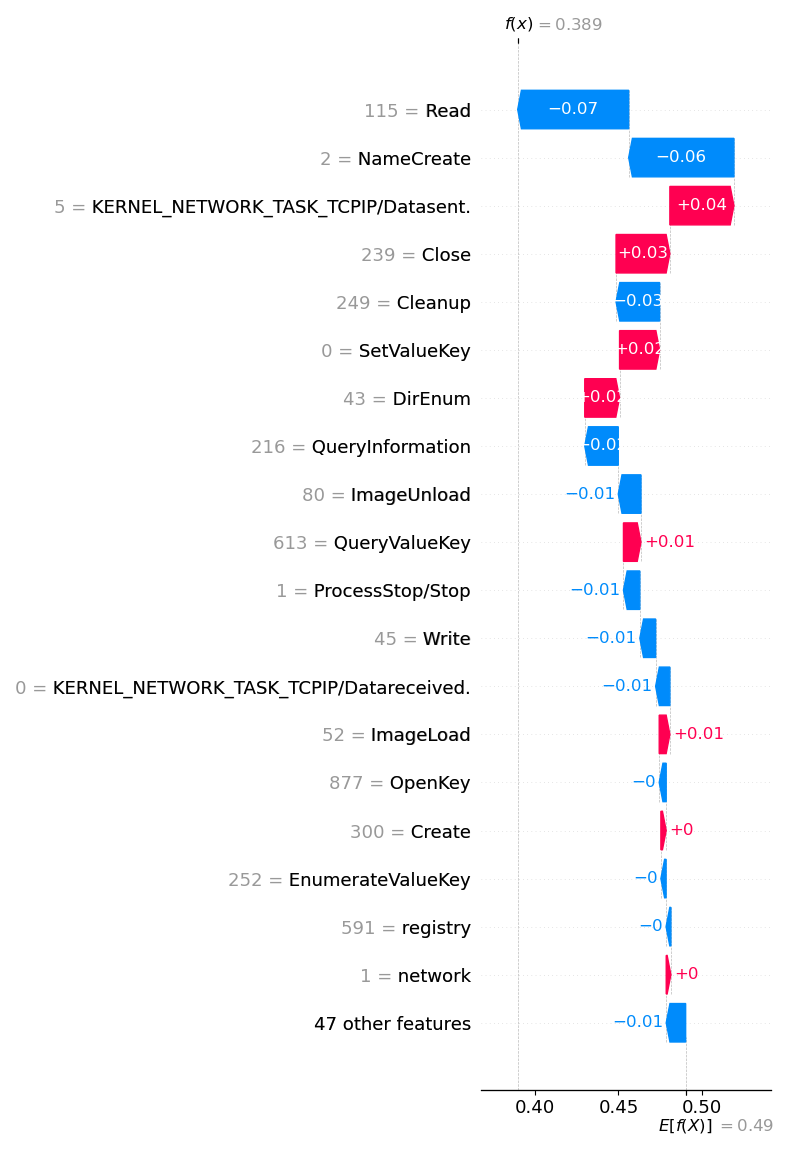 f(x) = 0.389
115 = Read −0.07
2 = NameCreate −0.06
5 = KERNEL_NETWORK_TASK_TCPIP/Datasent. +0.04
239 = Close +0.03
249 = Cleanup −0.03
0 = SetValueKey +0.02
43 = DirEnum +0.02
216 = QueryInformation
80 = ImageUnload −0.01
613 = QueryValueKey +0.01
1 = ProcessStop/Stop −0.01
45 = Write −0.01
0 = KERNEL_NETWORK_TASK_TCPIP/Datareceived. −0.01
52 = ImageLoad +0.01
877 = OpenKey −0
300 = Create +0
252 = EnumerateValueKey −0
591 = registry −0
1 = network +0
47 other features −0.01
0.40 0.45 0.50
E[f(X)] = 0.49